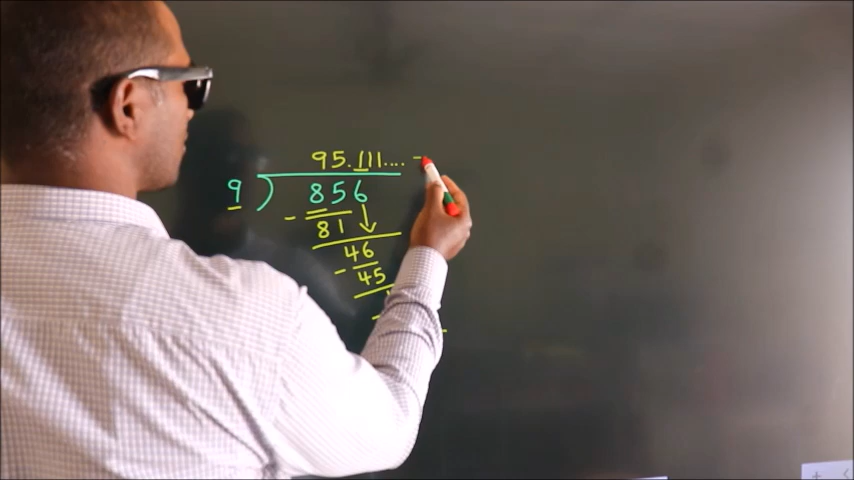 95.111.... -
9 ) 856
- 81
46
- 45